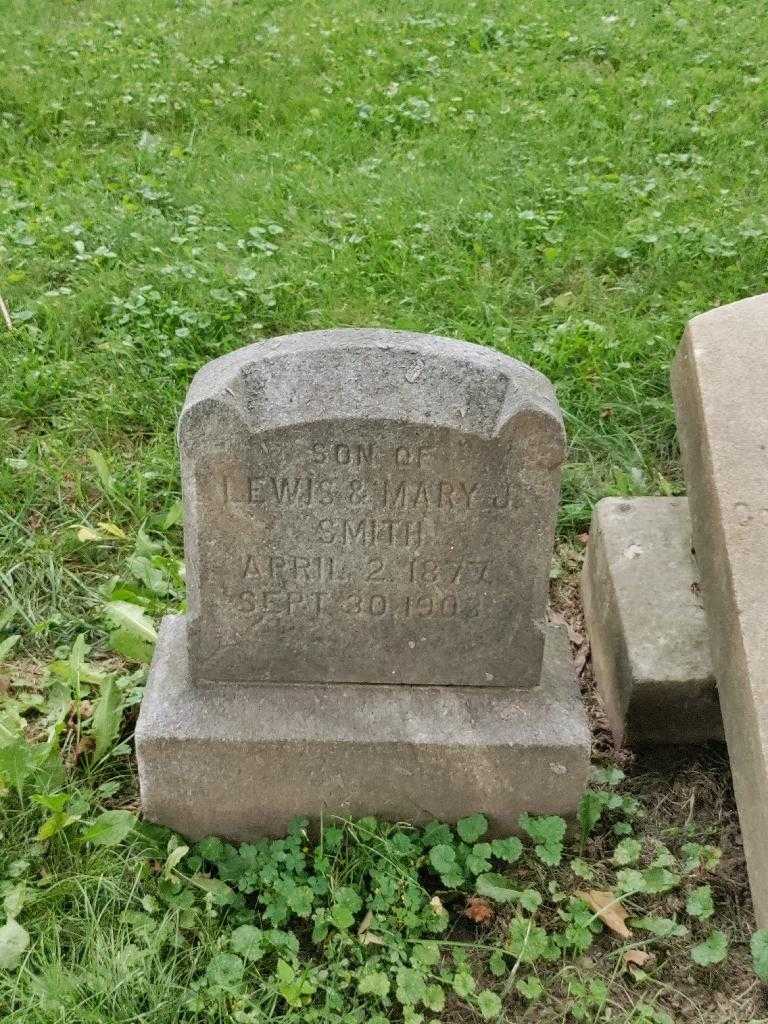 SON OF
LEWIS & MARY J.
SMITH
APRIL 2. 1877.
SEPT 30.1903